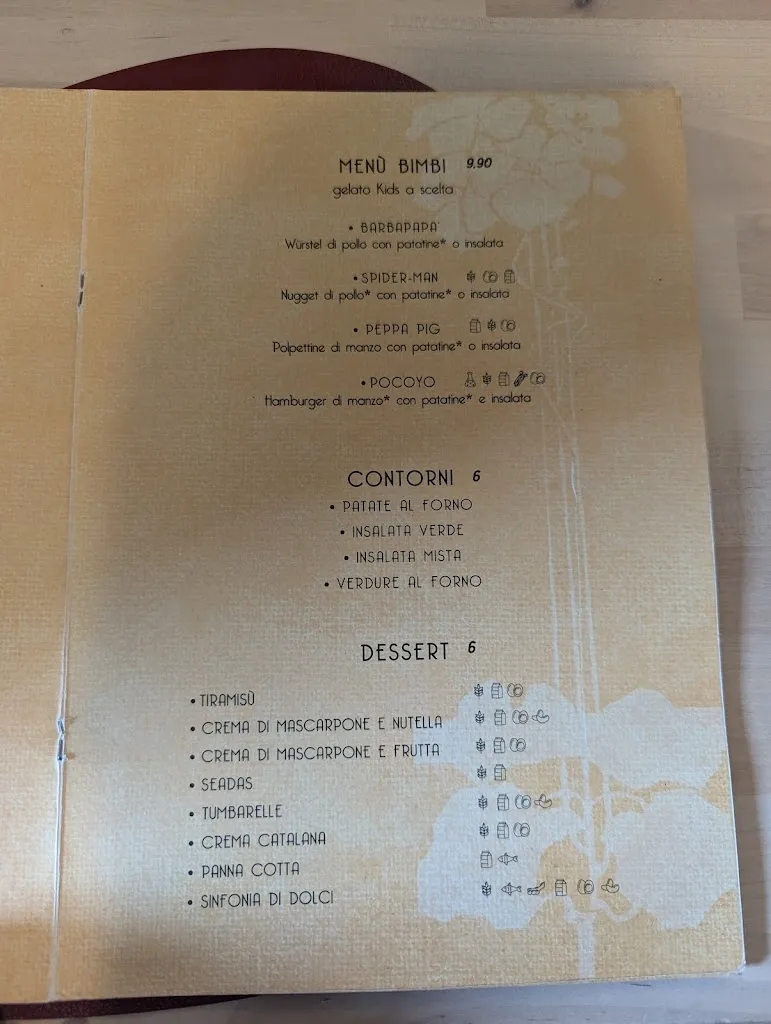 MENÙ BIMBI 9.90
gelato Kids a scelta
• BARBAPAPA'
Würstel di pollo con patatine* o insalata
• SPIDER-MAN
Nugget di pollo* con patatine* o insalata
• PEPPA PIG
Polpettine di manzo con patatine* o insalata
• POCOYO
Hamburger di manzo* con patatine* e insalata
CONTORNI 6
• PATATE AL FORNO
• INSALATA VERDE
• INSALATA MISTA
• VERDURE AL FORNO
DESSERT 6
• TIRAMISÙ
• CREMA DI MASCARPONE E NUTELLA
• CREMA DI MASCARPONE E FRUTTA
• SEADAS
• TUMBARELLE
• CREMA CATALANA
• PANNA COTTA
• SINFONIA DI DOLCI